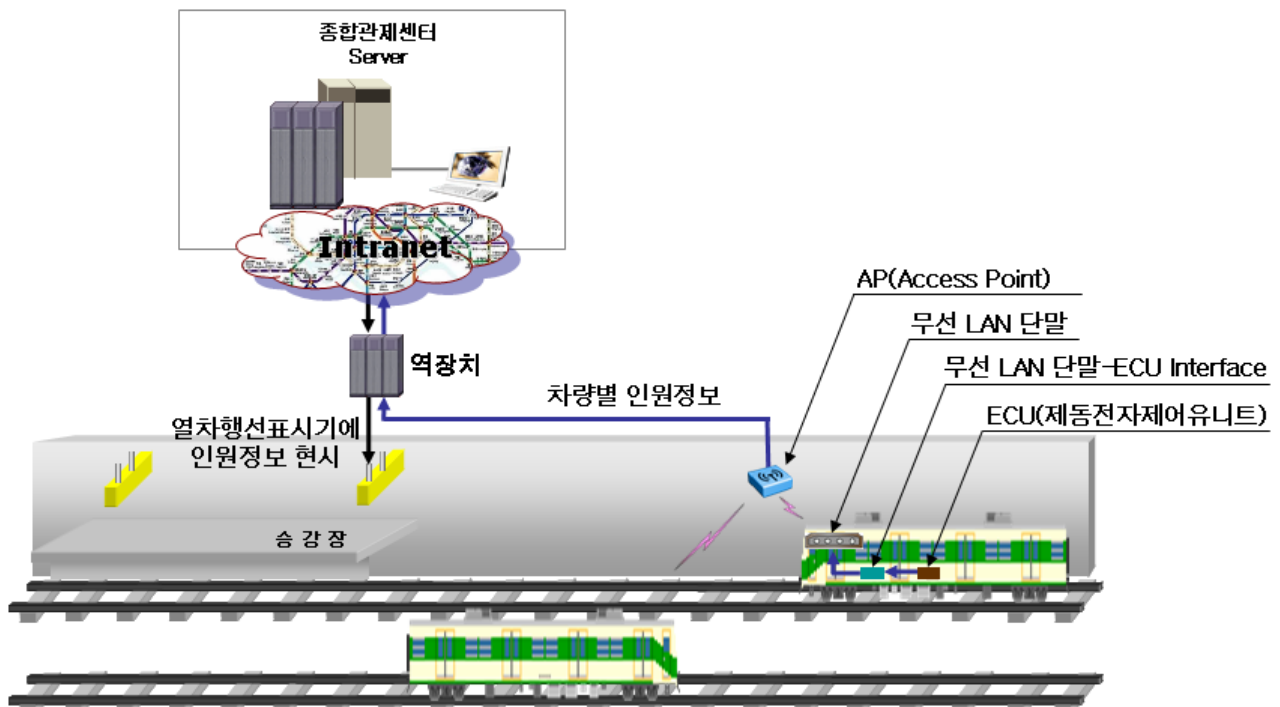 종합관제센터
Server
Intranet
AP(Access Point)
무선 LAN 단말
역장치
무선 LAN 단말-ECU Interface
차량별 인원정보
ECU(제동전자제어유니트)
열차행선표시기에
인원정보 현시
승 강 장